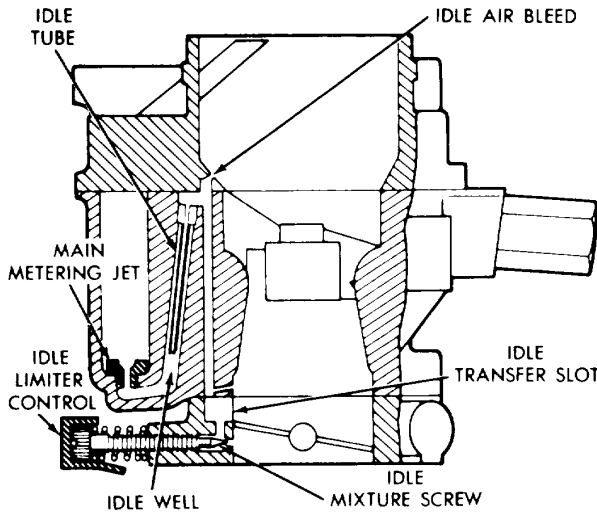 IDLE
TUBE
IDLE AIR BLEED
MAIN
METERING JET
IDLE
LIMITER
CONTROL
IDLE
TRANSFER SLOT
IDLE WELL
IDLE
MIXTURE SCREW